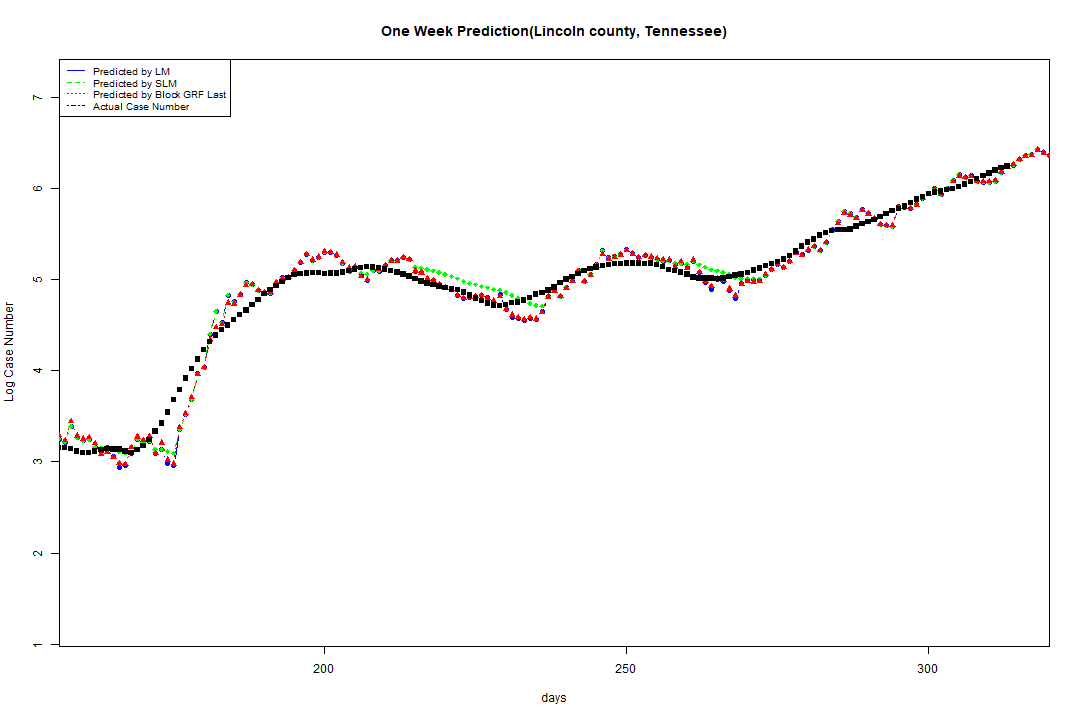 One Week Prediction(Lincoln county, Tennessee)
Predicted by LM
Predicted by SLM
Predicted by Block GRF Last
Actual Case Number
7
6
5
4
3
2
1
Log Case Number
200
250
300
days